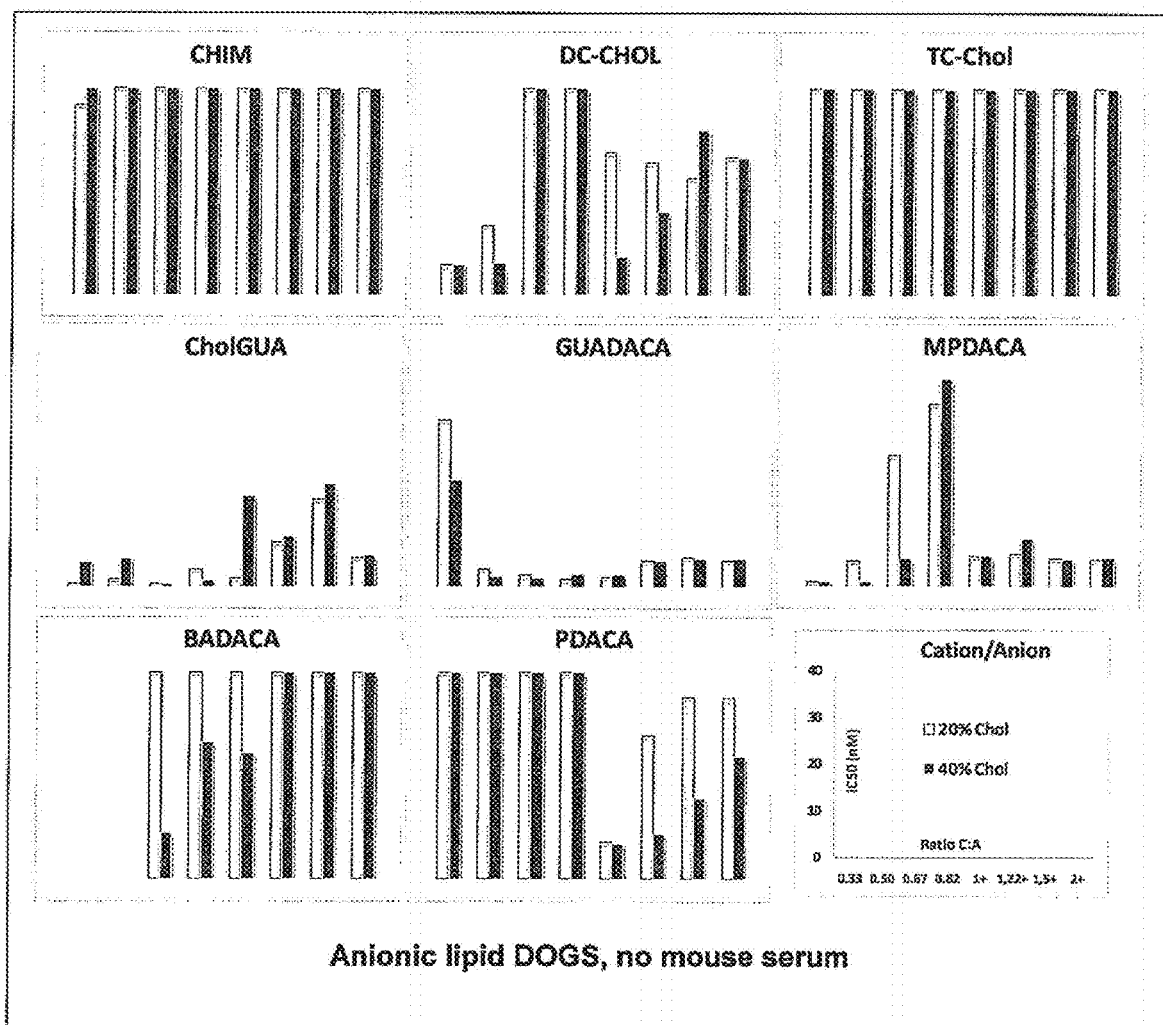 CHIM
DC-CHOL
TC-Chol
CholGUA
GUADACA
MPDACA
BADACA
PDACA
Cation/Anion
40
30
20
10
0
IC50 (nM)
20% Chol
40% Chol
Ratio C:A
0.33 0.50 0.67 0.82 1+ 1,22+ 1,5+ 2+
Anionic lipid DOGS, no mouse serum